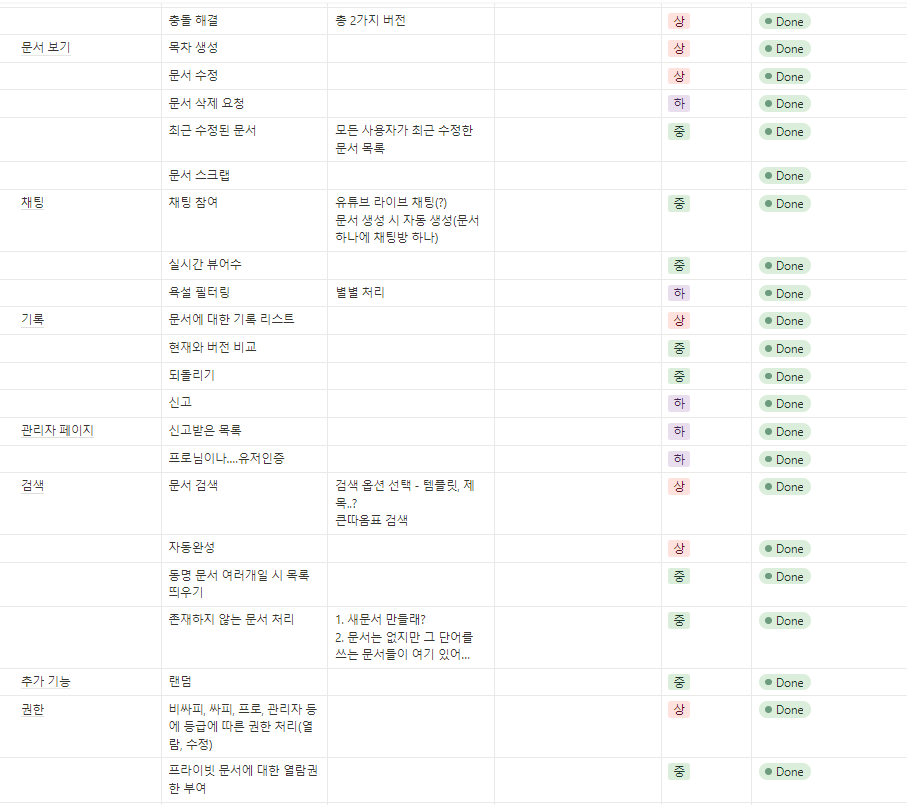 충돌 해결 총 2가지 버전 상 Done
문서 보기 목차 생성 상 Done
문서 수정 상 Done
문서 삭제 요청 하 Done
최근 수정된 문서 모든 사용자가 최근 수정한 중 Done
문서 목록
문서 스크랩 Done
채팅 채팅 참여 유튜브 라이브 채팅(?) 중 Done
문서 생성 시 자동 생성(문서
하나에 채팅방 하나)
실시간 뷰어수 중 Done
욕설 필터링 별별 처리 하 Done
기록 문서에 대한 기록 리스트 상 Done
현재와 버전 비교 중 Done
되돌리기 중 Done
신고 하 Done
관리자 페이지 신고받은 목록 하 Done
프로님이나....유저인증 하 Done
검색 문서 검색 검색 옵션 선택 - 템플릿, 제 상 Done
목..?
큰따옴표 검색
자동완성 상 Done
동명 문서 여러개일 시 목록 중 Done
띄우기
존재하지 않는 문서 처리 1. 새문서 만들래? 중 Done
2. 문서는 없지만 그 단어를
쓰는 문서들이 여기 있어...
추가 기능 랜덤 중 Done
권한 비싸피, 싸피, 프로, 관리자 등 상 Done
에 등급에 따른 권한 처리(열
람, 수정)
프라이빗 문서에 대한 열람권 중 Done
한 부여